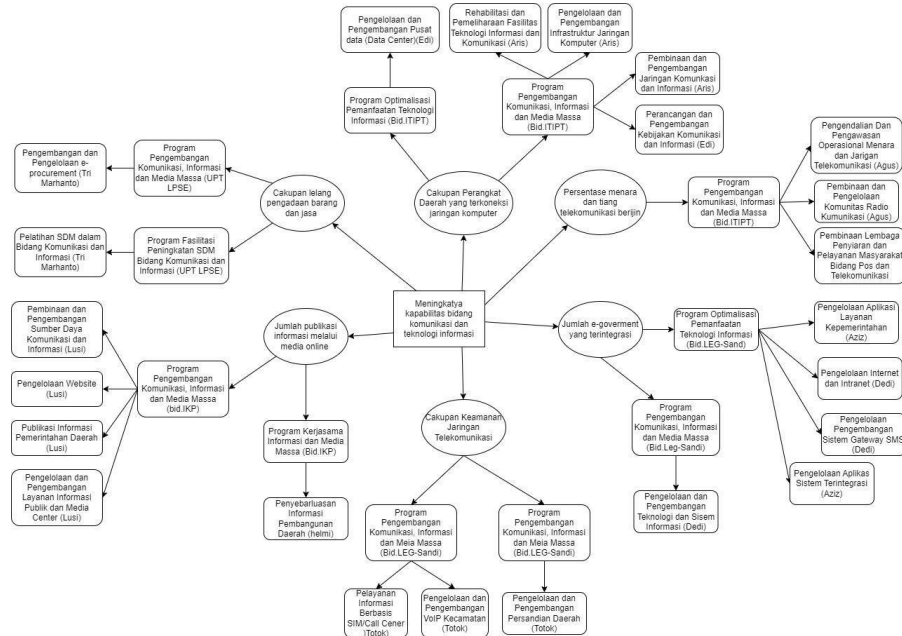 Pengelolaan dan
Pengembangan Pusat
data (Data Center)(Edi)
Rehabilitasi dan
Pemeliharaan Fasilitas
Teknologi Informasi dan
Komunikasi (Aris)
Pengelolaan dan
Pengembangan
Infrastruktur Jaringan
Komputer (Aris)
Program Optimalisasi
Pemanfaatan Teknologi
Informasi (Bid.ITIPT)
Program
Pengembangan
Komunikasi, Informasi
dan Media Massa
(Bid.ITIPT)
Pembinaan dan
Pengembangan
Jaringan Komunkasi
dan Informasi (Aris)
Perancangan dan
Pengembangan
Kebijakan Komunikasi
dan Informasi (Edi)
Pengembangan dan
Pengelolaan e-
procurement (Tri
Marhanto)
Program
Pengembangan
Komunikasi, Informasi
dan Media Massa
(UPT LPSE)
Cakupan lelang
pengadaan barang
dan jasa
Cakupan Perangkat
Daerah yang terkoneksi
jaringan komputer
Persentase menara
dan tiang
telekomunikasi berijin
Program
Pengembangan
Komunikasi, Informasi
dan Media Massa
(Bid.ITIPT)
Pengendalian Dan
Pengawasan
Operasional Menara
dan Jarigan
Telekomunikasi (Agus)
Pembinaan dan
Pengelolaan
Komunitas Radio
Kumunikasi (Agus)
Pembinaan Lembaga
Penyiaran dan
Pelayanan Masyarakat
Bidang Pos dan
Telekomunikasi
Pelatihan SDM dalam
Bidang Komunikasi dan
Informasi (Tri
Marhanto)
Program Fasilitasi
Peningkatan SDM
Bidang Komunikasi dan
Informasi (UPT LPSE)
Meningkatya
kapabilitas bidang
komunikasi dan
teknologi informasi
Pembinaan dan
Pengembangan
Sumber Daya
Komunikasi dan
Informasi (Lusi)
Pengelolaan Website
(Lusi)
Publikasi Informasi
Pemerintahan Daerah
(Lusi)
Pengelolaan dan
Pengembangan
Layanan Informasi
Publik dan Media
Center (Lusi)
Program
Pengembangan
Komunikasi, Informasi
dan Media Massa
(bid.IKP)
Jumlah publikasi
informasi melalui
media online
Program Kerjasama
Informasi dan Media
Massa (Bid.IKP)
Penyebarluasan
Informasi
Pembangunan
Daerah (helmi)
Cakupan Keamanan
Jaringan
Telekomunikasi
Program
Pengembangan
Komunikasi, Informasi
dan Meia Massa
(Bid.LEG-Sandi)
Program
Pengembangan
Komunikasi, Informasi
dan Meia Massa
(Bid.LEG-Sandi)
Pelayanan
Informasi
Berbasis
SIM/Call Cener
(Totok)
Pengelolaan dan
Pengembangan
VoIP Kecamatan
(Totok)
Pengelolaan dan
Pengembangan
Persandian Daerah
(Totok)
Jumlah e-goverment
yang terintegrasi
Program Optimalisasi
Pemanfaatan
Teknologi Informasi
(Bid.LEG-Sand)
Program
Pengembangan
Komunikasi, Informasi
dan Media Massa
(Bid.Leg-Sandi)
Pengelolaan dan
Pengembangan
Teknologi dan Sisem
Informasi (Dedi)
Pengelolaan Aplikasi
Layanan
Kepemerintahan
(Aziz)
Pengelolaan Internet
dan Intranet (Dedi)
Pengelolaan
Pengembangan
Sistem Gateway SMS
(Dedi)
Pengelolaan Aplikas
Sistem Terintegrasi
(Aziz)